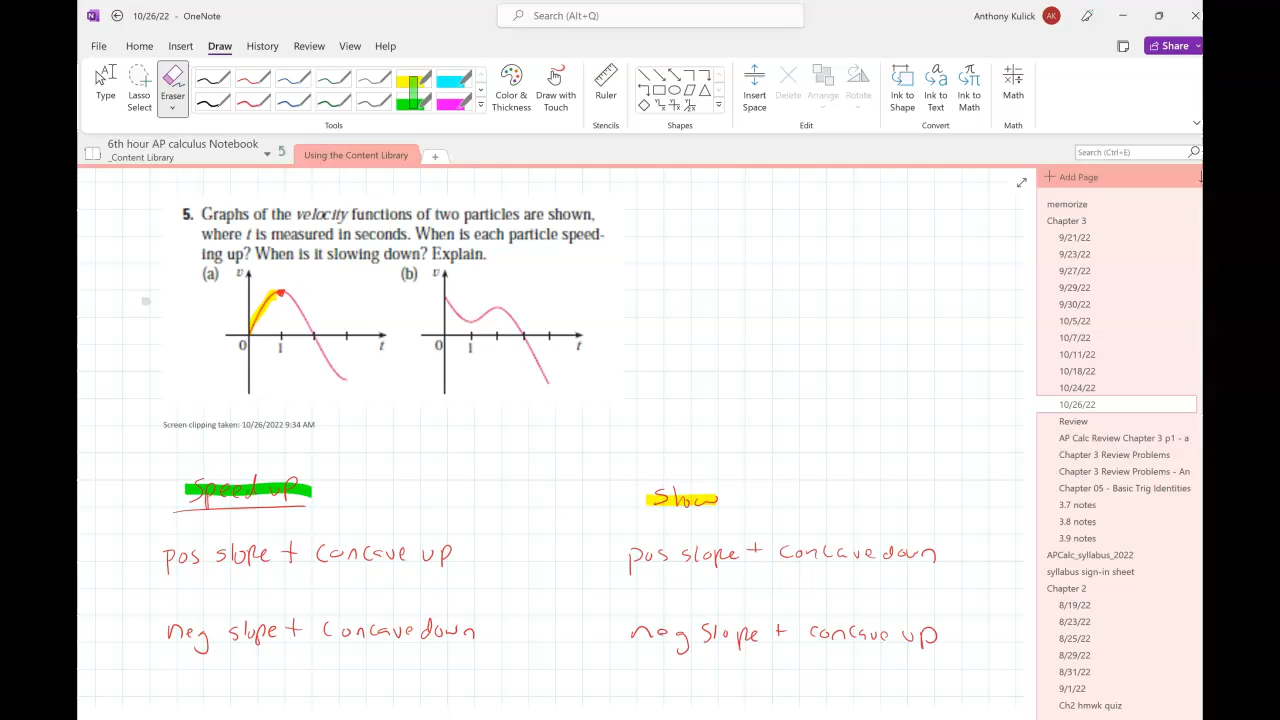 10/26/22 - OneNote
Search (Alt+Q)
Anthony Kulick
AK
File Home Insert Draw History Review View Help
Share
Type
Lasso Select
Eraser
Color & Thickness
Draw with Touch
Ruler
Insert Space
Delete
Arrange
Rotate
Ink to Shape
Ink to Text
Ink to Math
Math
Tools Stencils Shapes Edit Convert Math
6th hour AP calculus Notebook
_Content Library
Using the Content Library
Search (Ctrl+E)
Add Page
memorize
Chapter 3
9/21/22
9/23/22
9/27/22
9/29/22
9/30/22
10/5/22
10/7/22
10/11/22
10/18/22
10/24/22
10/26/22
Review
AP Calc Review Chapter 3 p1 - a
Chapter 3 Review Problems
Chapter 3 Review Problems - An
Chapter 05 - Basic Trig Identities
3.7 notes
3.8 notes
3.9 notes
APCalc_syllabus_2022
syllabus sign-in sheet
Chapter 2
8/19/22
8/23/22
8/25/22
8/29/22
8/31/22
9/1/22
Ch2 hmwk quiz
5. Graphs of the velocity functions of two particles are shown,
where t is measured in seconds. When is each particle speed-
ing up? When is it slowing down? Explain.
(a) v (b) v
0 1 t 0 1 t
Screen clipping taken: 10/26/2022 9:34 AM
Speed up
Slow
pos slope + concave up
pos slope + concave down
neg slope + concave down
neg slope + concave up